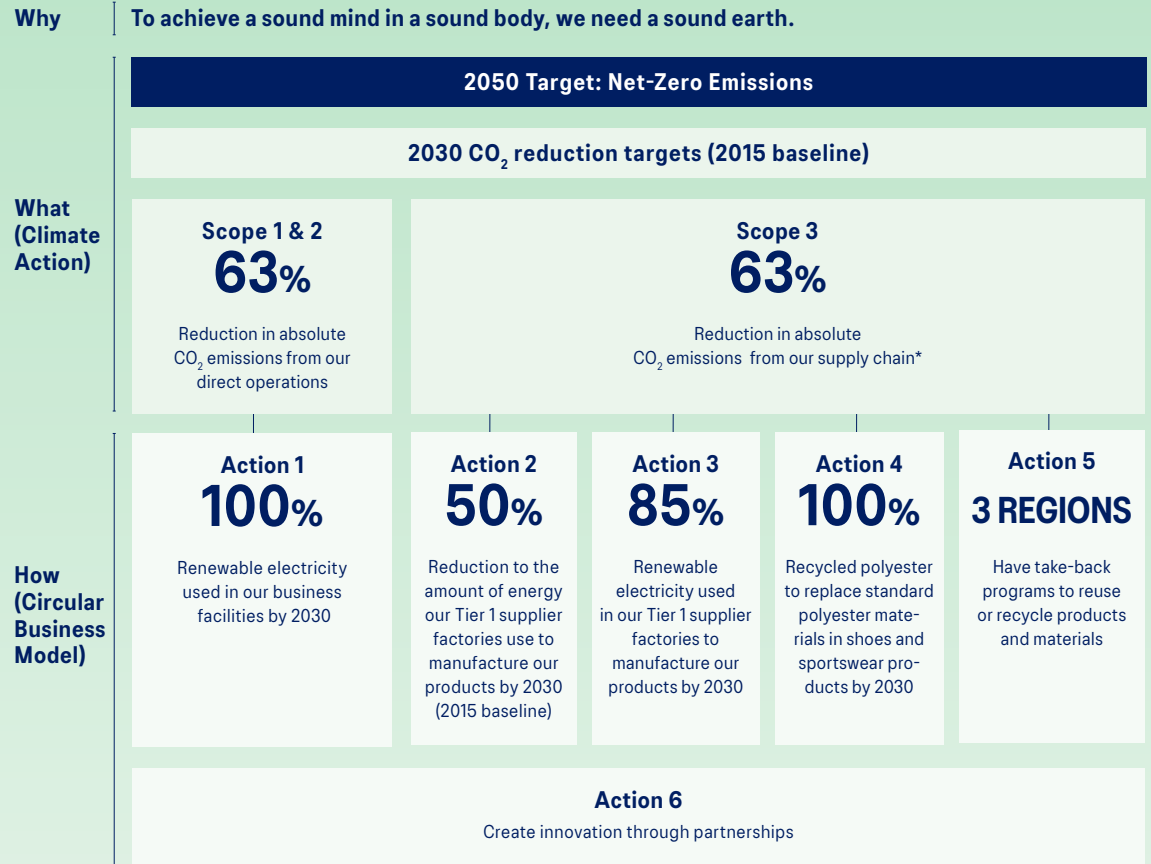 Why
To achieve a sound mind in a sound body, we need a sound earth.
What
(Climate
Action)
2050 Target: Net-Zero Emissions
2030 CO₂ reduction targets (2015 baseline)
Scope 1 & 2
63%
Reduction in absolute
CO₂ emissions from our
direct operations
Scope 3
63%
Reduction in absolute
CO₂ emissions from our supply chain*
How
(Circular
Business
Model)
Action 1
100%
Renewable electricity
used in our business
facilities by 2030
Action 2
50%
Reduction to the
amount of energy
our Tier 1 supplier
factories use to
manufacture our
products by 2030
(2015 baseline)
Action 3
85%
Renewable
electricity used
in our Tier 1 supplier
factories to
manufacture our
products by 2030
Action 4
100%
Recycled polyester
to replace standard
polyester mate-
rials in shoes and
sportswear pro-
ducts by 2030
Action 5
3 REGIONS
Have take-back
programs to reuse
or recycle products
and materials
Action 6
Create innovation through partnerships